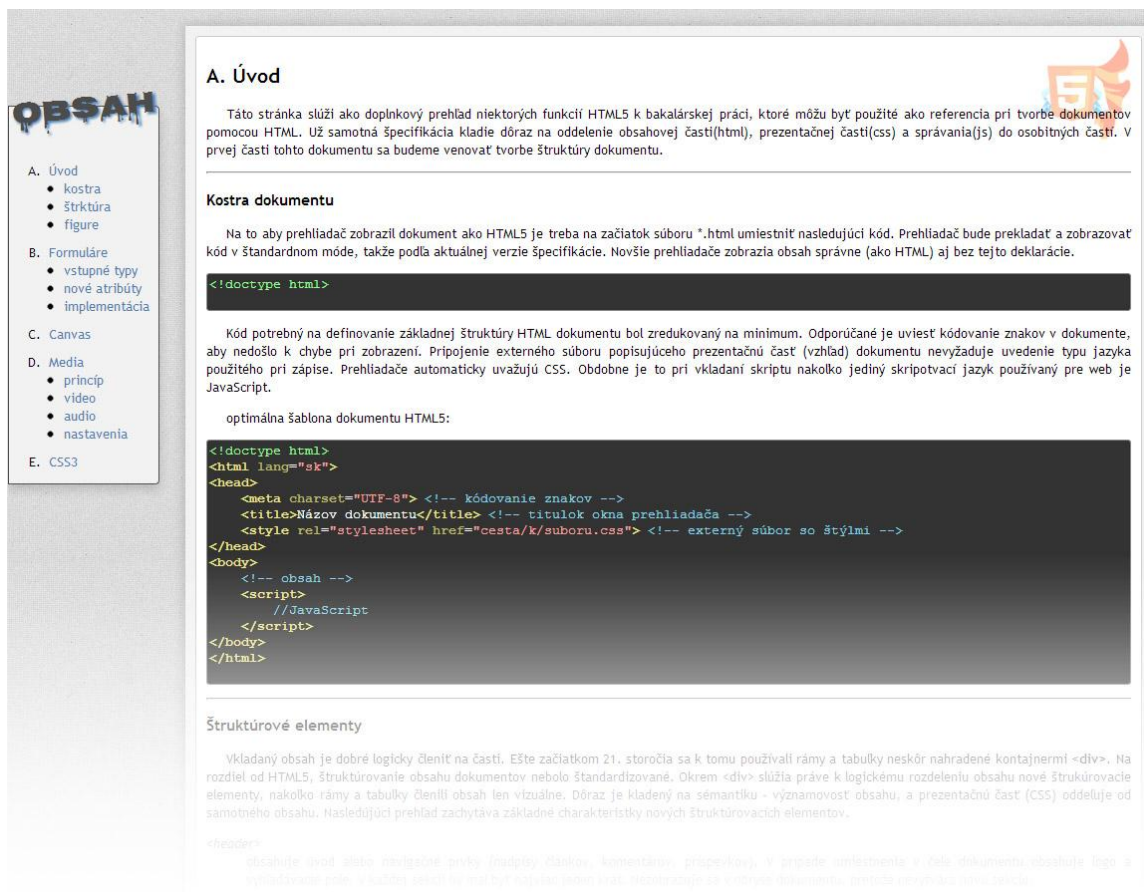 OBSAH
A. Úvod
kostra
štrktúra
figure
B. Formuláre
vstupné typy
nové atribúty
implementácia
C. Canvas
D. Media
princíp
video
audio
nastavenia
E. CSS3
5
A. Úvod
Táto stránka slúži ako doplnkový prehľad niektorých funkcií HTML5 k bakalárskej práci, ktoré môžu byť použité ako referencia pri tvorbe dokumentov
pomocou HTML. Už samotná špecifikácia kladie dôraz na oddelenie obsahovej časti(html), prezentačnej časti(css) a správania(js) do osobitných častí. V
prvej časti tohto dokumentu sa budeme venovať tvorbe štruktúry dokumentu.
Kostra dokumentu
Na to aby prehliadač zobrazil dokument ako HTML5 je treba na začiatok súboru *.html umiestniť nasledujúci kód. Prehliadač bude prekladať a zobrazovať
kód v štandardnom móde, takže podľa aktuálnej verzie špecifikácie. Novšie prehliadače zobrazia obsah správne (ako HTML) aj bez tejto deklarácie.
<!doctype html>
Kód potrebný na definovanie základnej štruktúry HTML dokumentu bol zredukovaný na minimum. Odporúčané je uviesť kódovanie znakov v dokumente,
aby nedošlo k chybe pri zobrazení. Pripojenie externého súboru popisujúceho prezentačnú časť (vzhľad) dokumentu nevyžaduje uvedenie typu jazyka
použitého pri zápise. Prehliadače automaticky uvažujú CSS. Obdobne je to pri vkladaní skriptu nakoľko jediný skripotvací jazyk používaný pre web je
JavaScript.
optimálna šablona dokumentu HTML5:
<!doctype html>
<html lang="sk">
<head>
<meta charset="UTF-8"> <!-- kódovanie znakov -->
<title>Názov dokumentu</title> <!-- titulok okna prehliadača -->
<style rel="stylesheet" href="cesta/k/suboru.css"> <!-- externý súbor so štýlmi -->
</head>
<body>
<!-- obsah -->
<script>
//JavaScript
</script>
</body>
</html>
Štruktúrové elementy
Vkladaný obsah je dobré logicky členiť na časti. Ešte začiatkom 21. storočia sa k tomu používali rámy a tabuľky neskôr nahradené kontajnermi <div>. Na
rozdiel od HTML5, štruktúrovanie obsahu dokumentov nebolo štandardizované. Okrem <div> slúžia práve k logickému rozdeleniu obsahu nové štrukúrovacie
elementy, nakoľko rámy a tabuľky členili obsah len vizuálne. Dôraz je kladený na sémantiku - významovosť obsahu, a prezentačnú časť (CSS) oddeľuje od
samotného obsahu. Nasledújúci prehľad zachytáva základné charakteristky nových štruktúrovacích elementov.
<header>